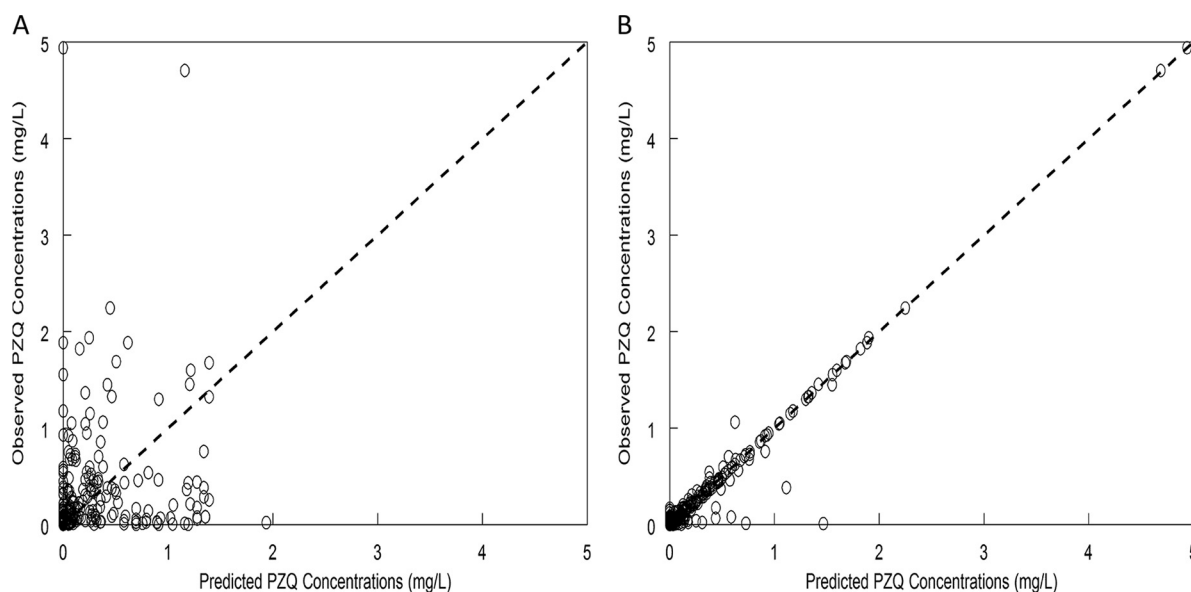 A
5
4
3
2
1
0
Observed PZQ Concentrations (mg/L)
0 1 2 3 4 5
Predicted PZQ Concentrations (mg/L)
B
5
4
3
2
1
0
Observed PZQ Concentrations (mg/L)
0 1 2 3 4 5
Predicted PZQ Concentrations (mg/L)